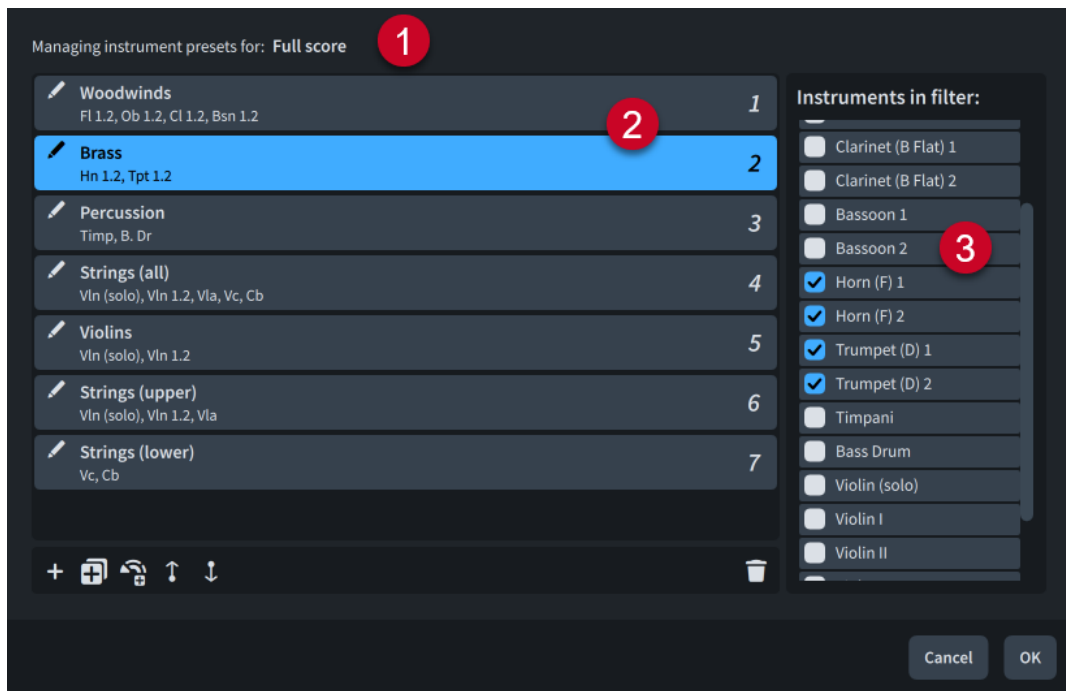 Managing instrument presets for: Full score
1
Woodwinds
Fl 1.2, Ob 1.2, Cl 1.2, Bsn 1.2
1
2
Brass
Hn 1.2, Tpt 1.2
2
Percussion
Timp, B. Dr
3
Strings (all)
Vln (solo), Vln 1.2, Vla, Vc, Cb
4
Violins
Vln (solo), Vln 1.2
5
Strings (upper)
Vln (solo), Vln 1.2, Vla
6
Strings (lower)
Vc, Cb
7
Instruments in filter:
Clarinet (B Flat) 1
Clarinet (B Flat) 2
Bassoon 1
Bassoon 2
3
Horn (F) 1
Horn (F) 2
Trumpet (D) 1
Trumpet (D) 2
Timpani
Bass Drum
Violin (solo)
Violin I
Violin II
Cancel
OK